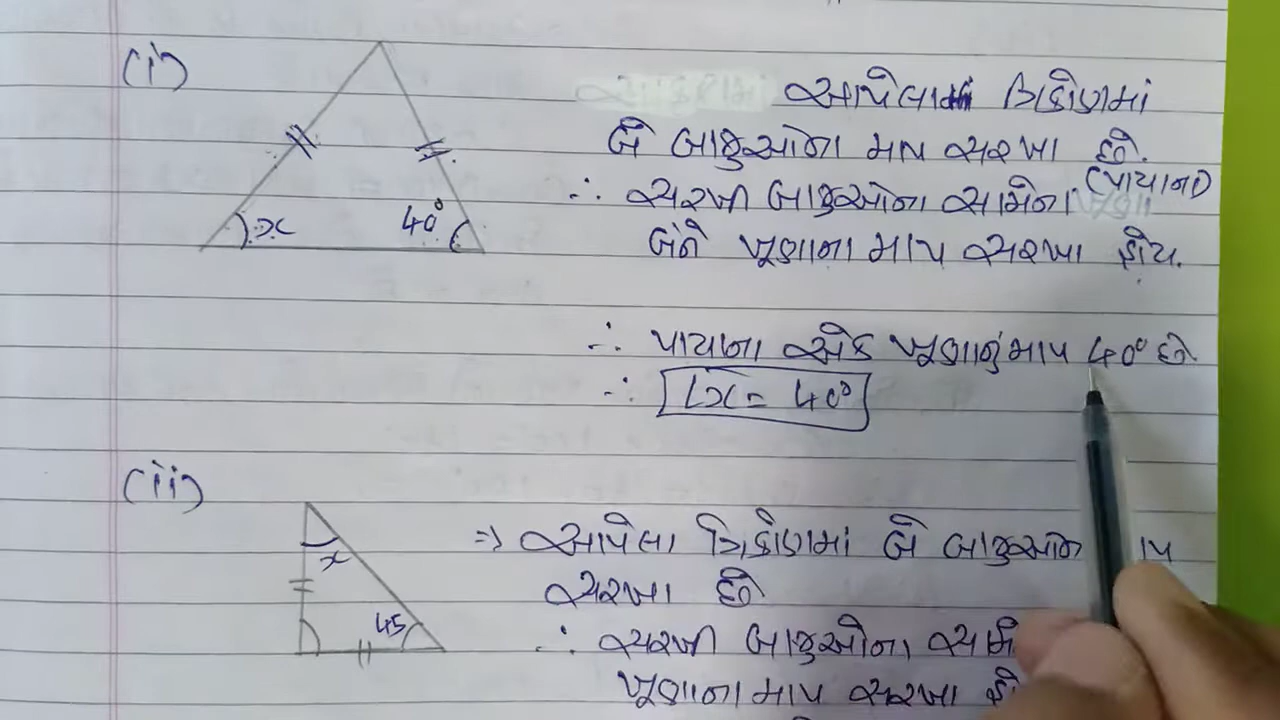 (i)
∴ આપેલા ત્રિકોણમાં
બે બાજુઓના માપ સરખા છે.
∴ સરખી બાજુઓના સામેના (પાયાના)
બંને ખૂણાના માપ સરખા હોય.
x 40°
∴ પાયાના એક ખૂણાનું માપ 40° છે
∴ ∠x = 40°
(ii)
⇒ આપેલા ત્રિકોણમાં બે બાજુઓ
સરખા છે
x
45
∴ સરખી બાજુઓના
ખૂણાના માપ સરખા